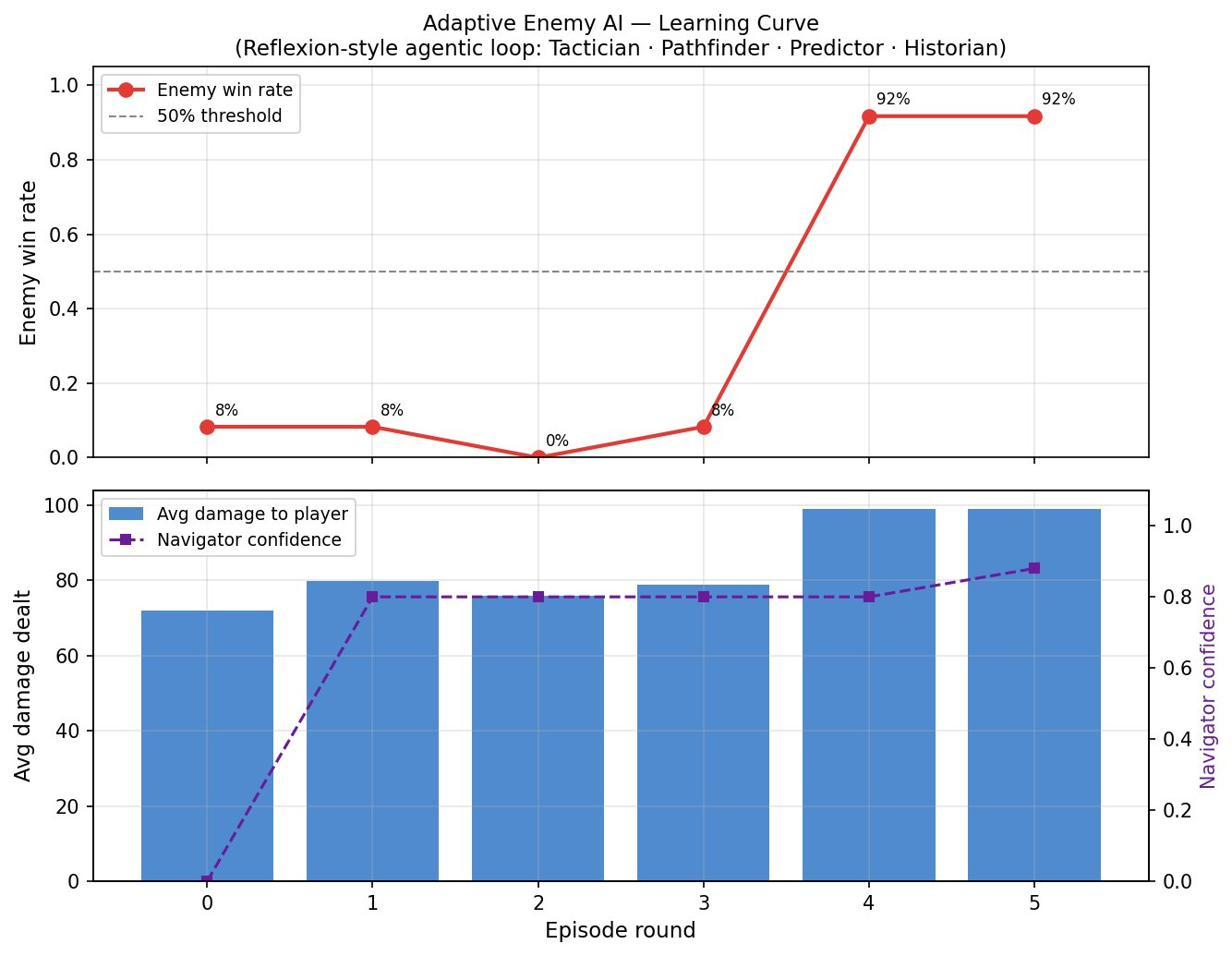 Adaptive Enemy AI — Learning Curve
(Reflexion-style agentic loop: Tactician · Pathfinder · Predictor · Historian)
Enemy win rate
50% threshold
Enemy win rate
1.0
0.8
0.6
0.4
0.2
0.0
8%
8%
0%
8%
92%
92%
Avg damage to player
Navigator confidence
Avg damage dealt
100
80
60
40
20
0
1.0
0.8
0.6
0.4
0.2
0.0
Navigator confidence
0 1 2 3 4 5
Episode round